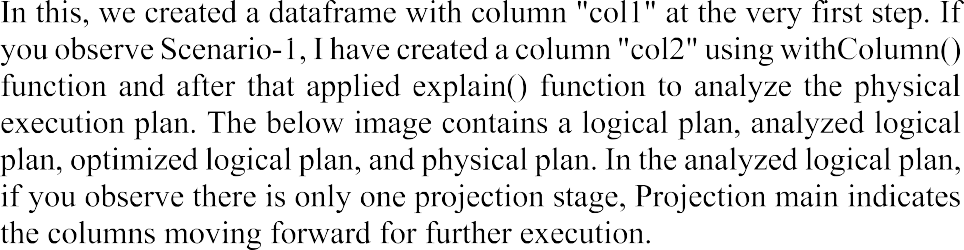 In this, we created a dataframe with column "col1" at the very first step. If
you observe Scenario-1, I have created a column "col2" using withColumn()
function and after that applied explain() function to analyze the physical
execution plan. The below image contains a logical plan, analyzed logical
plan, optimized logical plan, and physical plan. In the analyzed logical plan,
if you observe there is only one projection stage, Projection main indicates
the columns moving forward for further execution.